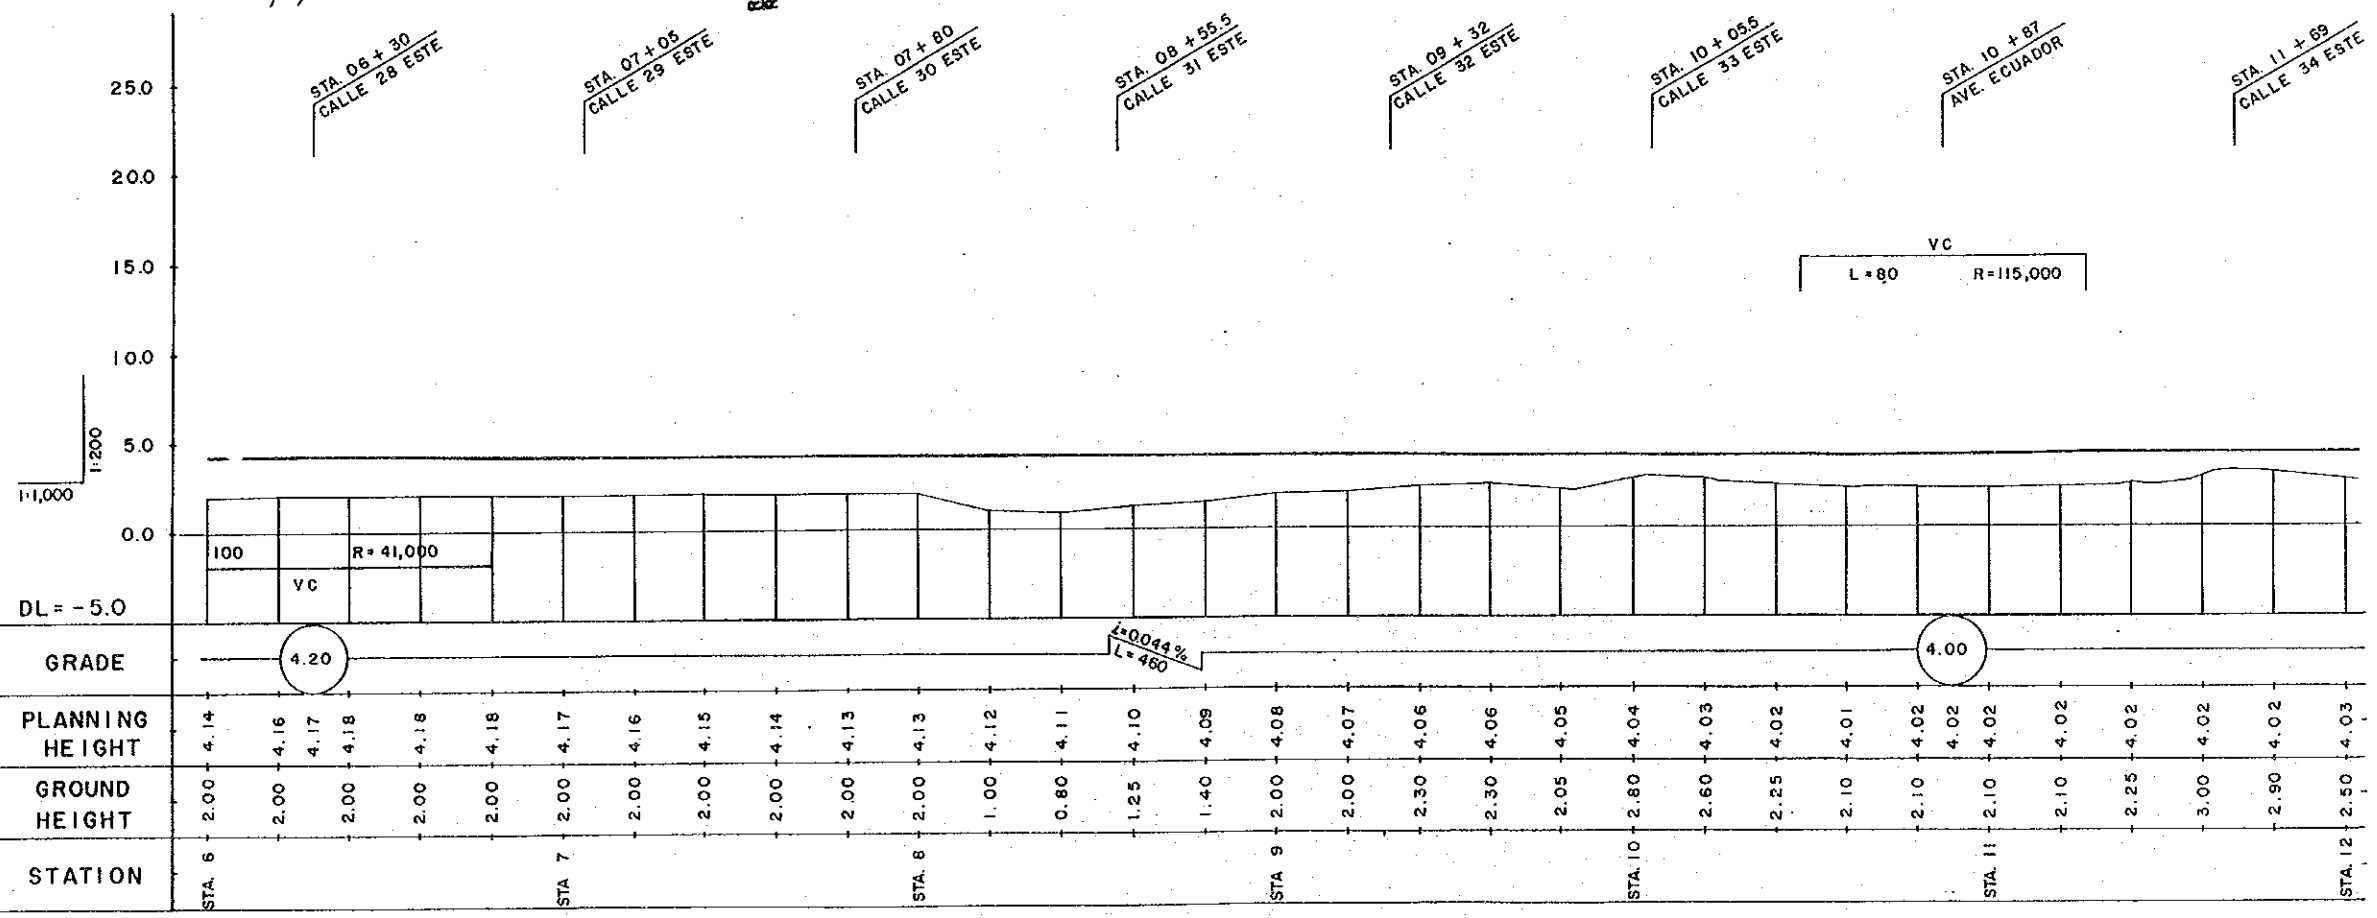 STA. 06 + 30
CALLE 28 ESTE
STA. 07 + 05
CALLE 29 ESTE
STA. 07 + 80
CALLE 30 ESTE
STA. 08 + 55.5
CALLE 31 ESTE
STA. 09 + 32
CALLE 32 ESTE
STA. 10 + 05.5
CALLE 33 ESTE
STA. 10 + 87
AVE. ECUADOR
STA. 11 + 69
CALLE 34 ESTE
25.0
20.0
15.0
10.0
5.0
0.0
DL = -5.0
1:200
1:1,000
VC
L=80 R=115,000
100 R=41,000
VC
GRADE 4.20 i=0.044% L=460 4.00
PLANNING HEIGHT 4.14 4.16 4.17 4.18 4.18 4.18 4.17 4.16 4.15 4.14 4.13 4.13 4.12 4.11 4.10 4.09 4.08 4.07 4.06 4.06 4.05 4.04 4.03 4.02 4.01 4.02 4.02 4.02 4.02 4.02 4.02 4.02 4.03
GROUND HEIGHT 2.00 2.00 2.00 2.00 2.00 2.00 2.00 2.00 2.00 2.00 2.00 1.00 0.80 1.25 1.40 2.00 2.00 2.30 2.30 2.05 2.80 2.60 2.25 2.10 2.10 2.10 2.10 2.25 3.00 2.90 2.50
STATION STA. 6 STA 7 STA. 8 STA 9 STA. 10 STA. 11 STA. 12